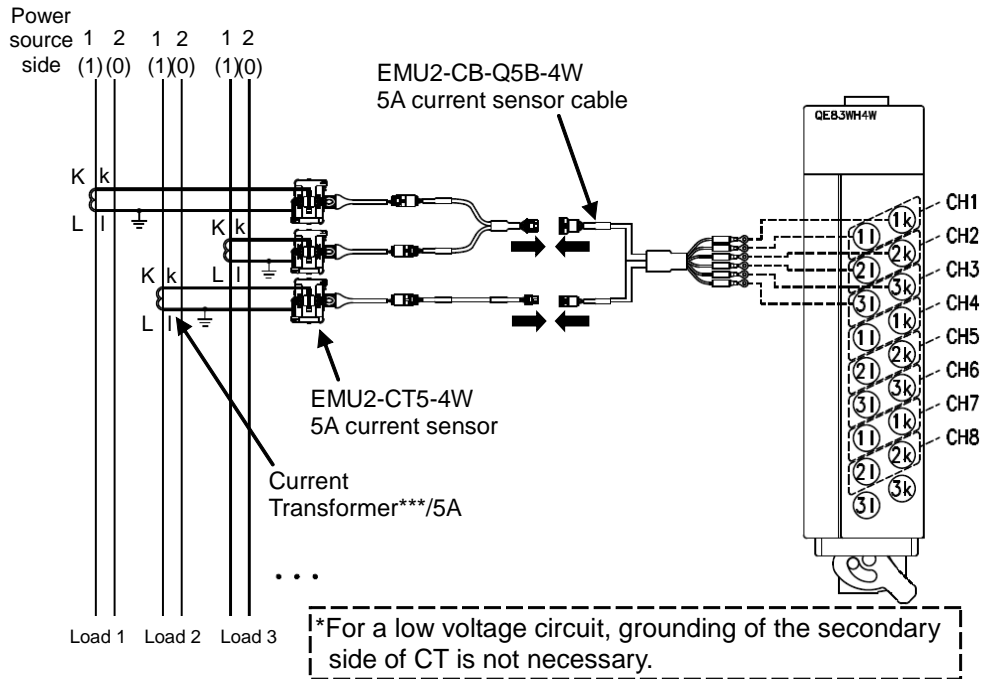 Power
source 1 2 1 2 1 2
side (1)(0) (1)(0) (1)(0)
EMU2-CB-Q5B-4W
5A current sensor cable
QE83WH4W
K k
L l
K k
L l
K k
L l
1k CH1
1l
2k CH2
2l
3k CH3
3l
1k CH4
1l
2k CH5
2l
3k CH6
3l
1k CH7
1l
2k CH8
2l
3k
3l
EMU2-CT5-4W
5A current sensor
Current
Transformer***/5A
. . .
Load 1 Load 2 Load 3
*For a low voltage circuit, grounding of the secondary
side of CT is not necessary.